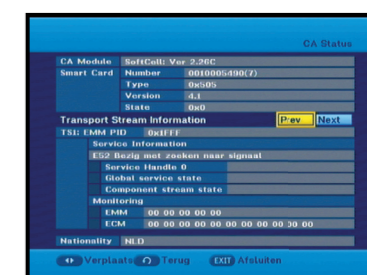 CA Status
CA Module SoftCell: Ver 2.26C
Smart Card Number 0010005490(7)
Type 0x505
Version 4.1
State 0x0
Transport Stream Information Prev Next
TSI: EMM PID 0x1FFF
Service Information
E52 Bezig met zoeken naar signaal
Service Handle 0
Global service state
Component stream state
Monitoring
EMM 00 00 00 00 00
ECM 00 00 00 00 00 00 00 00 00 00
Nationality NLD
Verplaats Terug EXIT Afsluiten